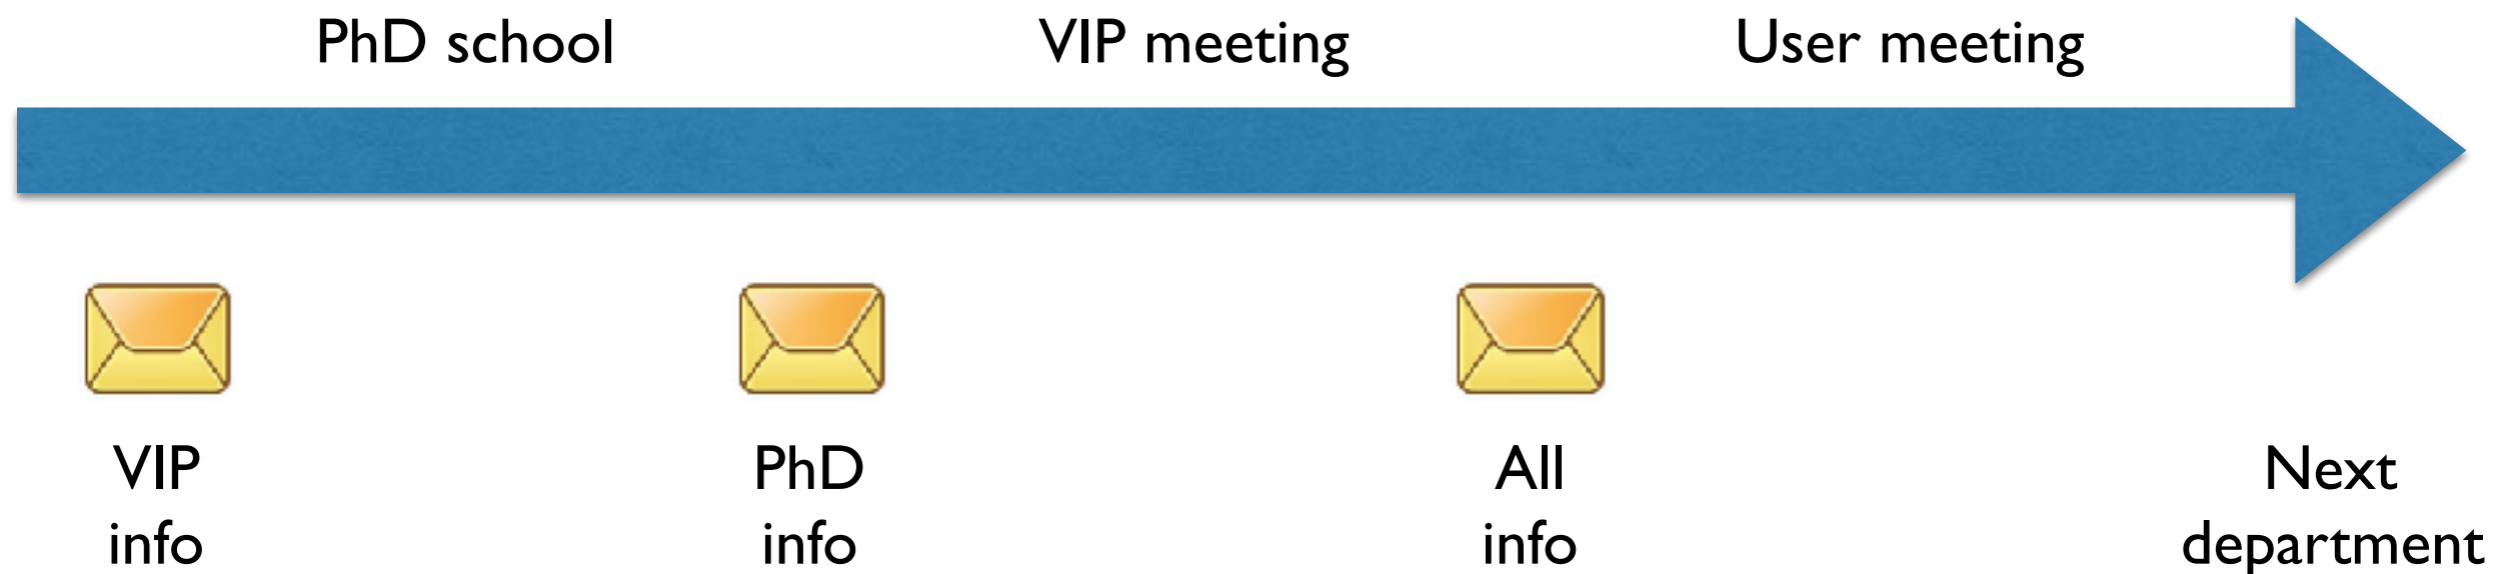 PhD school
VIP meeting
User meeting
VIP
info
PhD
info
All
info
Next
department